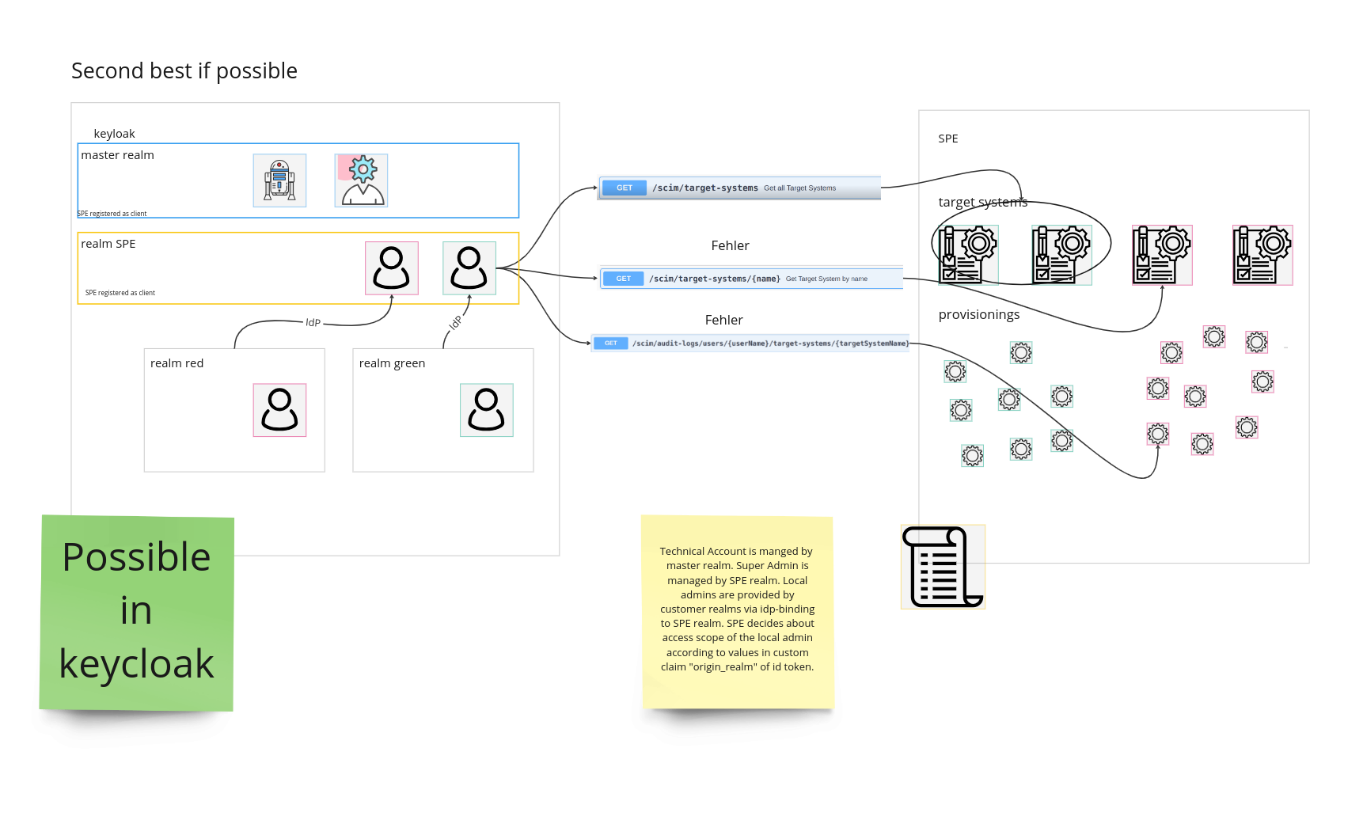 Second best if possible
keyloak
master realm
SPE registered as client
realm SPE
SPE registered as client
IdP
IdP
realm red
realm green
GET /scim/target-systems Get all Target Systems
Fehler
GET /scim/target-systems/{name} Get Target System by name
Fehler
GET /scim/audit-logs/users/{userName}/target-systems/{targetSystemName}
SPE
target systems
provisionings
Possible
in
keycloak
Technical Account is manged by
master realm. Super Admin is
managed by SPE realm. Local
admins are provided by
customer realms via idp-binding
to SPE realm. SPE decides about
access scope of the local admin
according to values in custom
claim "origin_realm" of id token.